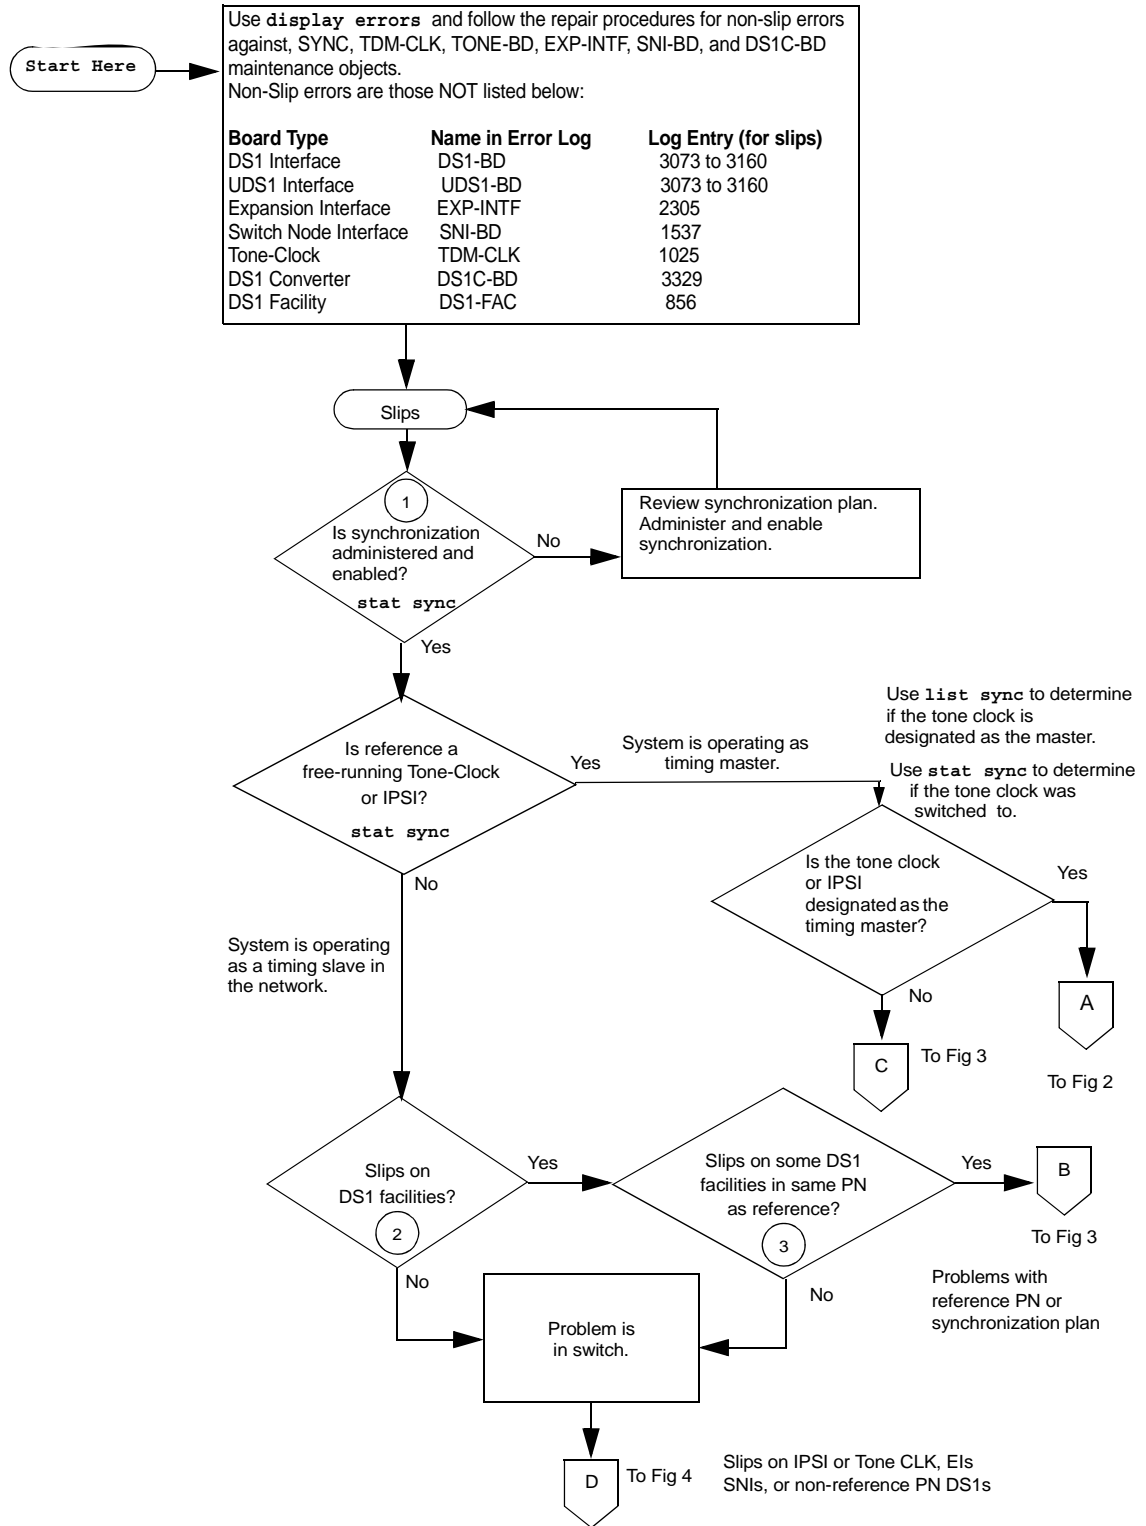 Start Here
Use display errors and follow the repair procedures for non-slip errors
against, SYNC, TDM-CLK, TONE-BD, EXP-INTF, SNI-BD, and DS1C-BD
maintenance objects.
Non-Slip errors are those NOT listed below:
Board Type Name in Error Log Log Entry (for slips)
DS1 Interface DS1-BD 3073 to 3160
UDS1 Interface UDS1-BD 3073 to 3160
Expansion Interface EXP-INTF 2305
Switch Node Interface SNI-BD 1537
Tone-Clock TDM-CLK 1025
DS1 Converter DS1C-BD 3329
DS1 Facility DS1-FAC 856
Slips
1
Is synchronization
administered and
enabled?
stat sync
No
Review synchronization plan.
Administer and enable
synchronization.
Yes
Is reference a
free-running Tone-Clock
or IPSI?
stat sync
Yes
System is operating as
timing master.
Use list sync to determine
if the tone clock is
designated as the master.
Use stat sync to determine
if the tone clock was
switched to.
Is the tone clock
or IPSI
designated as the
timing master?
Yes
A
To Fig 2
No
C
To Fig 3
No
System is operating
as a timing slave in
the network.
Slips on
DS1 facilities?
2
Yes
Slips on some DS1
facilities in same PN
as reference?
3
Yes
B
To Fig 3
Problems with
reference PN or
synchronization plan
No
No
Problem is
in switch.
D
To Fig 4
Slips on IPSI or Tone CLK, EIs
SNIs, or non-reference PN DS1s